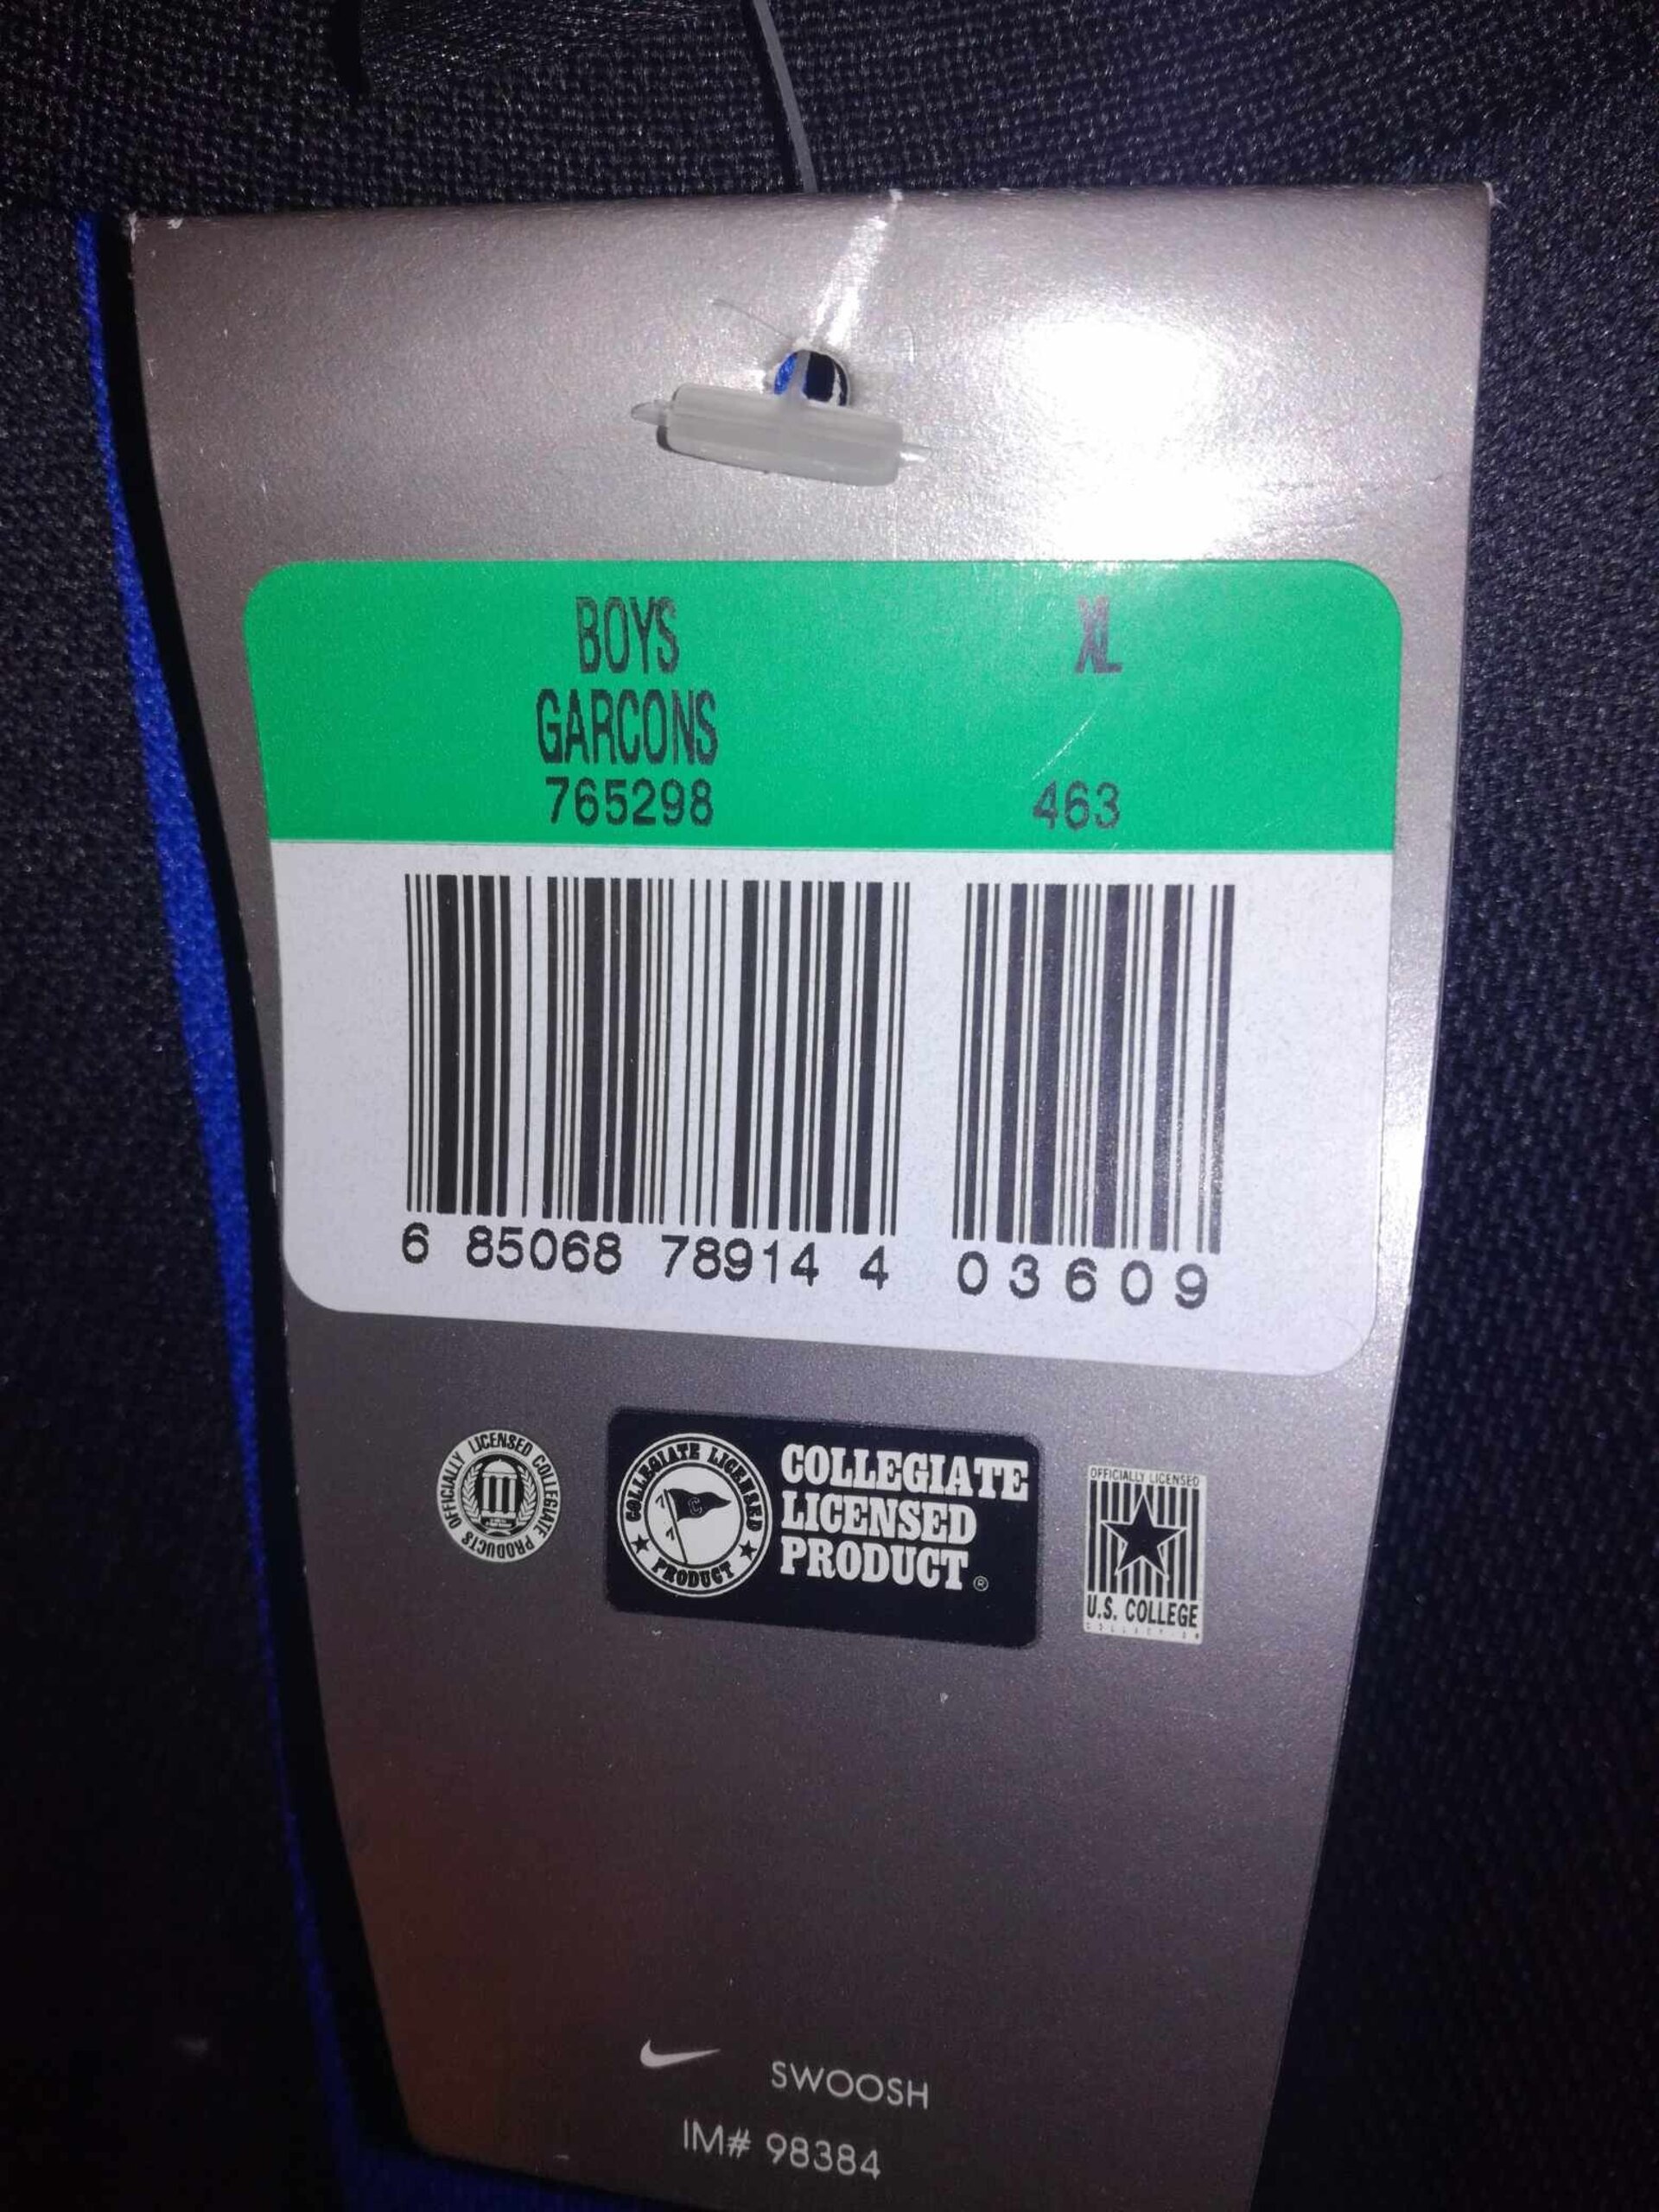 BOYS XL
GARCONS
765298 463
6 85068 78914 4 03609
OFFICIALLY LICENSED COLLEGIATE PRODUCTS
COLLEGIATE LICENSED PRODUCT
C
COLLEGIATE
LICENSED
PRODUCT ®
OFFICIALLY LICENSED
U.S. COLLEGE
COLLECTION
SWOOSH
IM# 98384